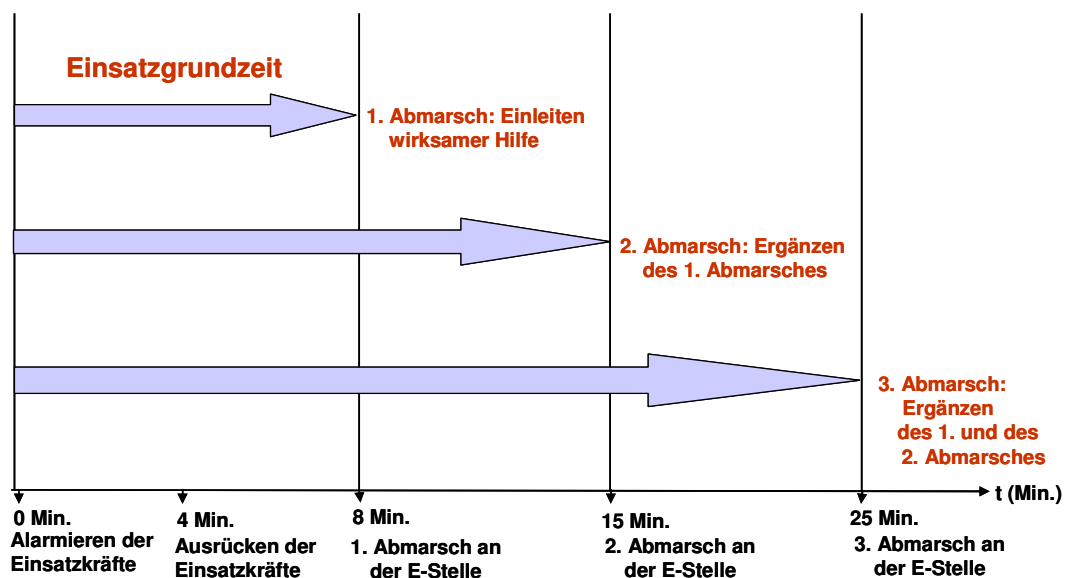 Einsatzgrundzeit
1. Abmarsch: Einleiten
wirksamer Hilfe
2. Abmarsch: Ergänzen
des 1. Abmarsches
3. Abmarsch:
Ergänzen
des 1. und des
2. Abmarsches
t (Min.)
0 Min.
Alarmieren der
Einsatzkräfte
4 Min.
Ausrücken der
Einsatzkräfte
8 Min.
1. Abmarsch an
der E-Stelle
15 Min.
2. Abmarsch an
der E-Stelle
25 Min.
3. Abmarsch an
der E-Stelle